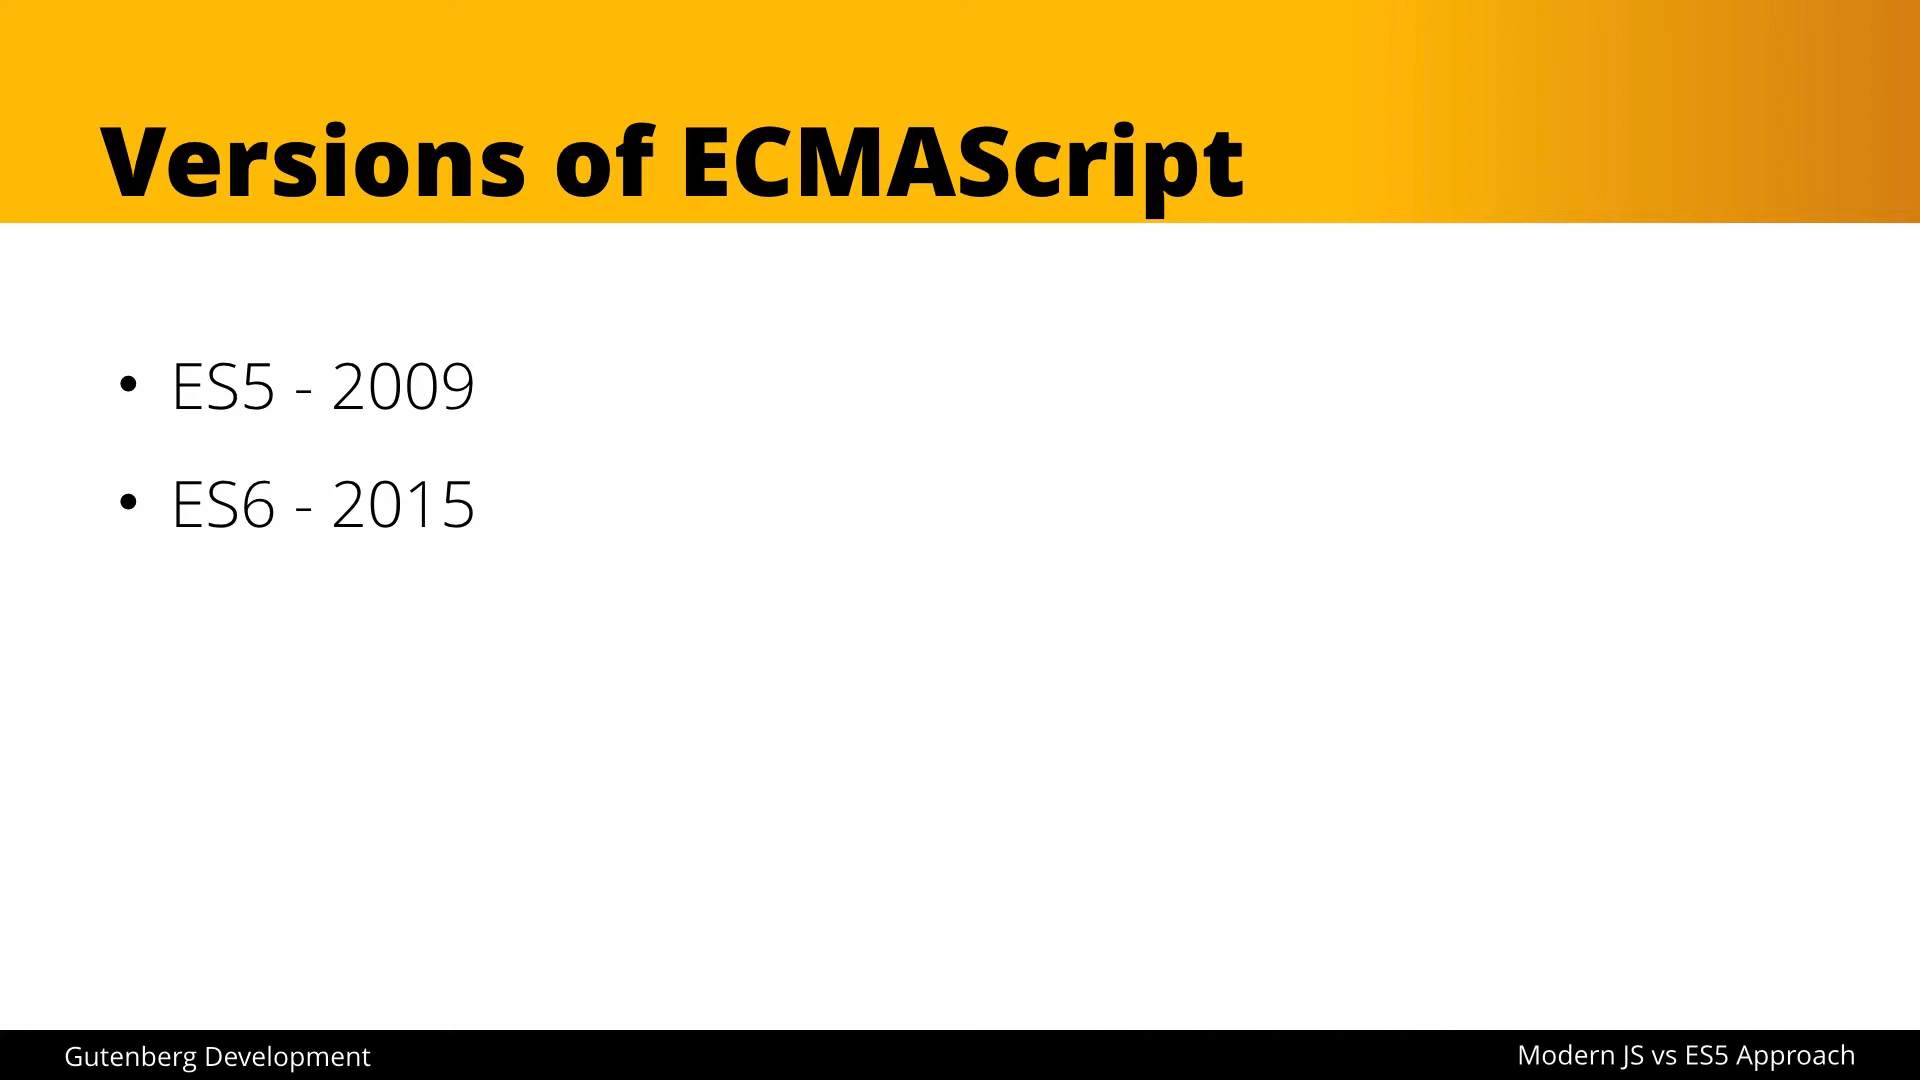 Versions of ECMAScript
• ES5 - 2009
• ES6 - 2015
Gutenberg Development
Modern JS vs ES5 Approach